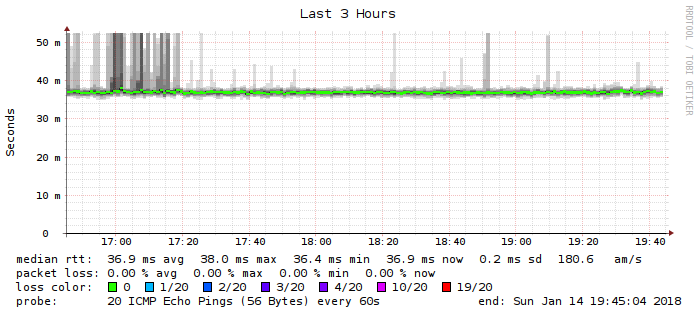 Last 3 Hours
RRDTOOL / TOBI OETIKER
Seconds
50 m
40 m
30 m
20 m
10 m
0
17:00 17:20 17:40 18:00 18:20 18:40 19:00 19:20 19:40
median rtt: 36.9 ms avg 38.0 ms max 36.4 ms min 36.9 ms now 0.2 ms sd 180.6 am/s
packet loss: 0.00 % avg 0.00 % max 0.00 % min 0.00 % now
loss color: 0 1/20 2/20 3/20 4/20 10/20 19/20
probe: 20 ICMP Echo Pings (56 Bytes) every 60s end: Sun Jan 14 19:45:04 2018